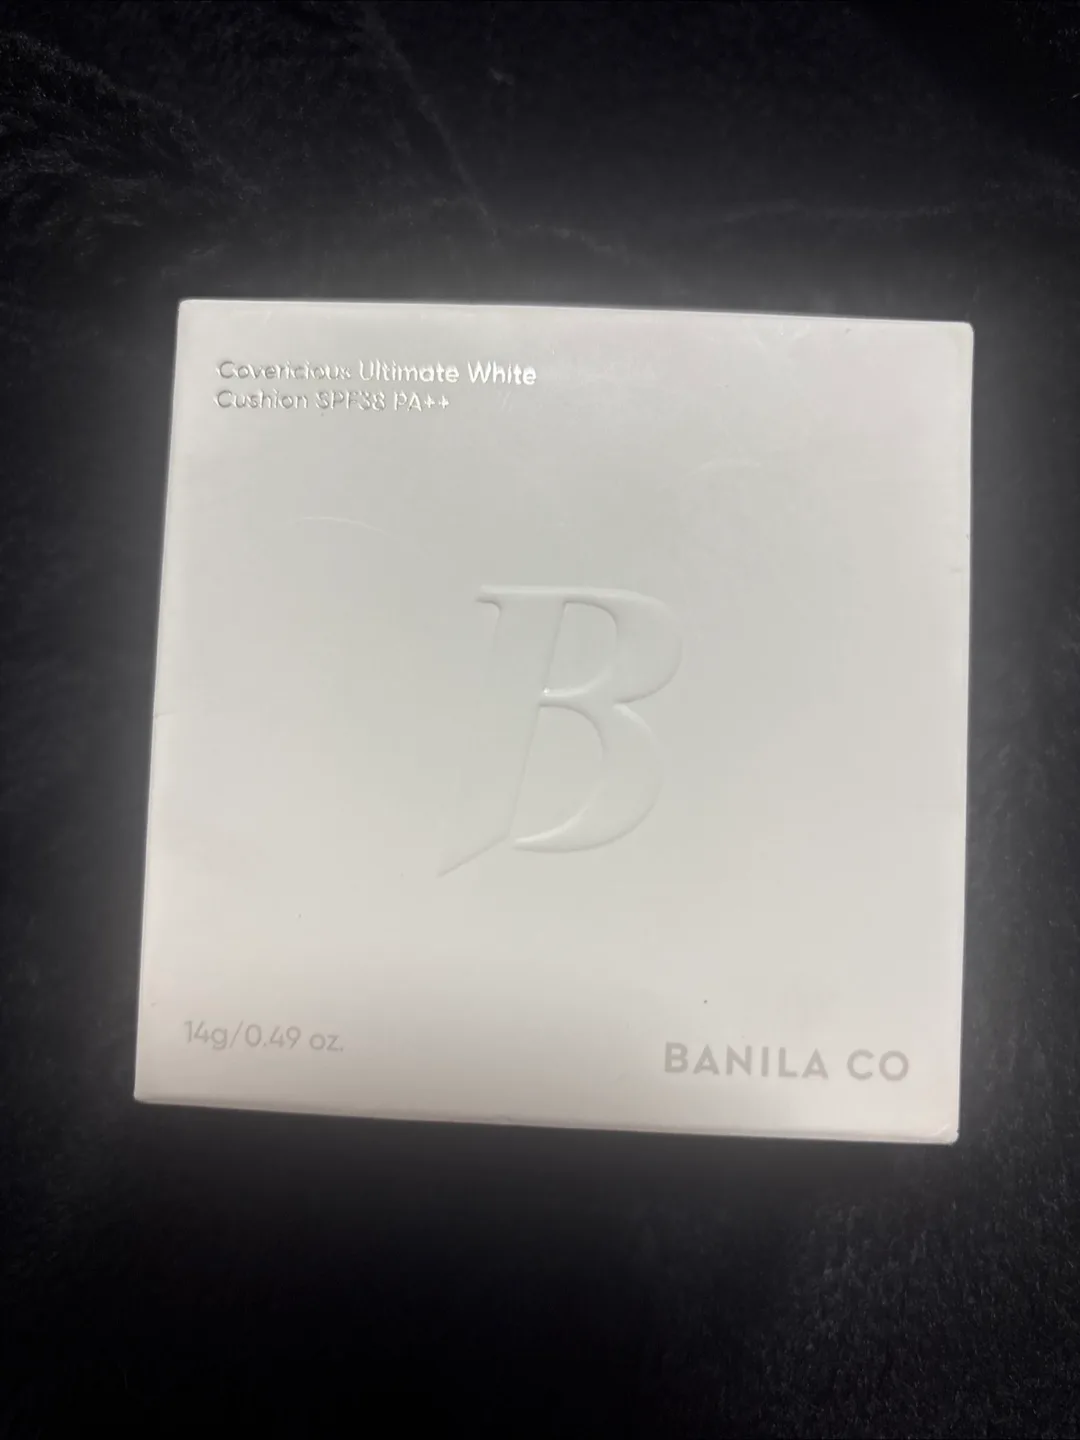 Covericious Ultimate White
Cushion SPF38 PA++
B
14g/0.49 oz.
BANILA CO